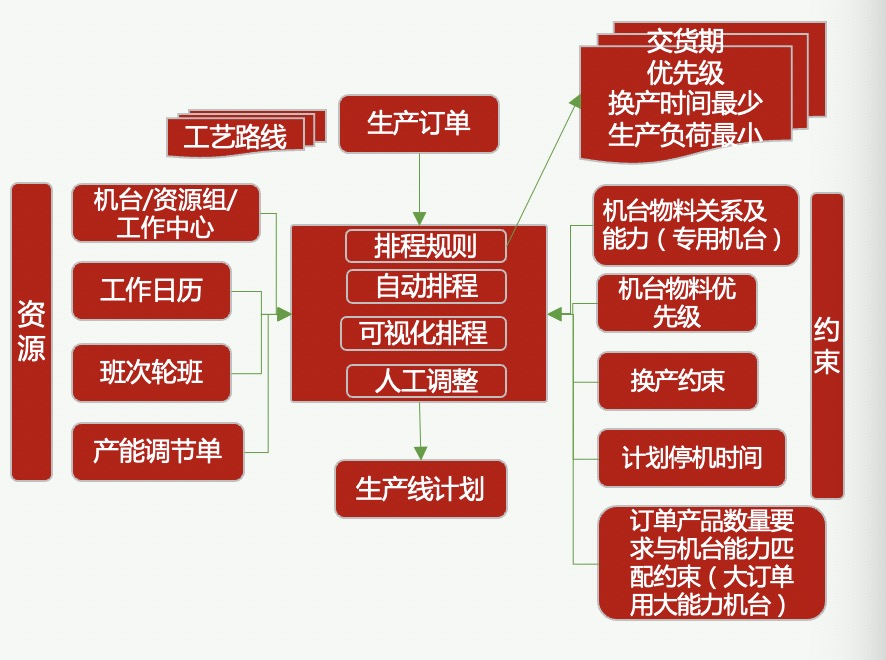 交货期
优先级
换产时间最少
生产负荷最小
工艺路线
生产订单
资
源
机台/资源组/
工作中心
工作日历
班次轮班
产能调节单
排程规则
自动排程
可视化排程
人工调整
生产线计划
机台物料关系及
能力（专用机台）
机台物料优
先级
换产约束
计划停机时间
订单产品数量要
求与机台能力匹
配约束（大订单
用大能力机台）
约
束